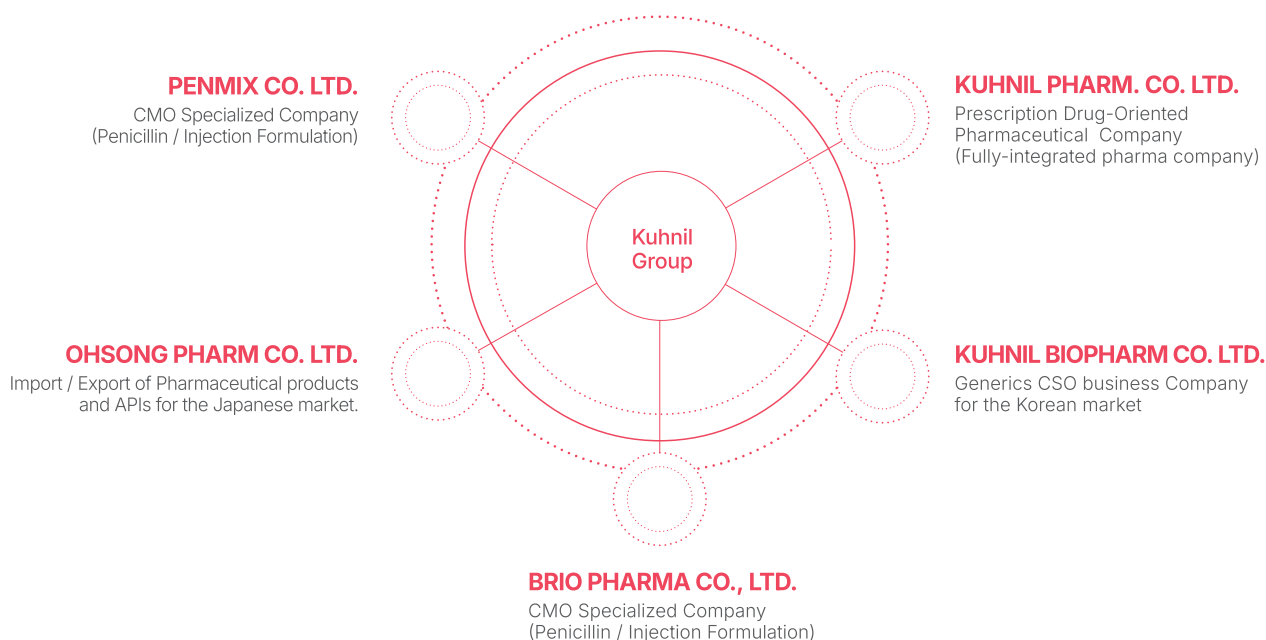 PENMIX CO. LTD.
CMO Specialized Company
(Penicillin / Injection Formulation)
KUHNIL PHARM. CO. LTD.
Prescription Drug-Oriented
Pharmaceutical  Company
(Fully-integrated pharma company)
Kuhnil
Group
OHSONG PHARM CO. LTD.
Import / Export of Pharmaceutical products
and APIs for the Japanese market.
KUHNIL BIOPHARM CO. LTD.
Generics CSO business Company
for the Korean market
BRIO PHARMA CO., LTD.
CMO Specialized Company
(Penicillin / Injection Formulation)